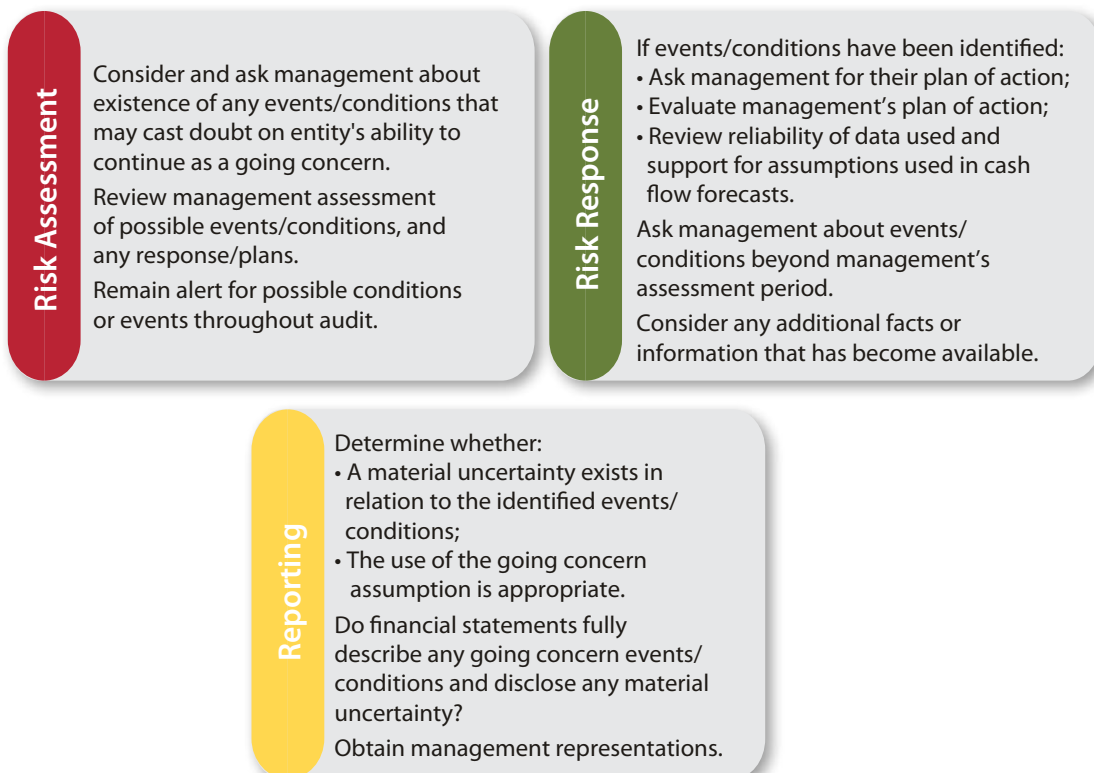 Risk Assessment
Consider and ask management about
existence of any events/conditions that
may cast doubt on entity's ability to
continue as a going concern.
Review management assessment
of possible events/conditions, and
any response/plans.
Remain alert for possible conditions
or events throughout audit.
Risk Response
If events/conditions have been identified:
• Ask management for their plan of action;
• Evaluate management’s plan of action;
• Review reliability of data used and
support for assumptions used in cash
flow forecasts.
Ask management about events/
conditions beyond management’s
assessment period.
Consider any additional facts or
information that has become available.
Reporting
Determine whether:
• A material uncertainty exists in
relation to the identified events/
conditions;
• The use of the going concern
assumption is appropriate.
Do financial statements fully
describe any going concern events/
conditions and disclose any material
uncertainty?
Obtain management representations.